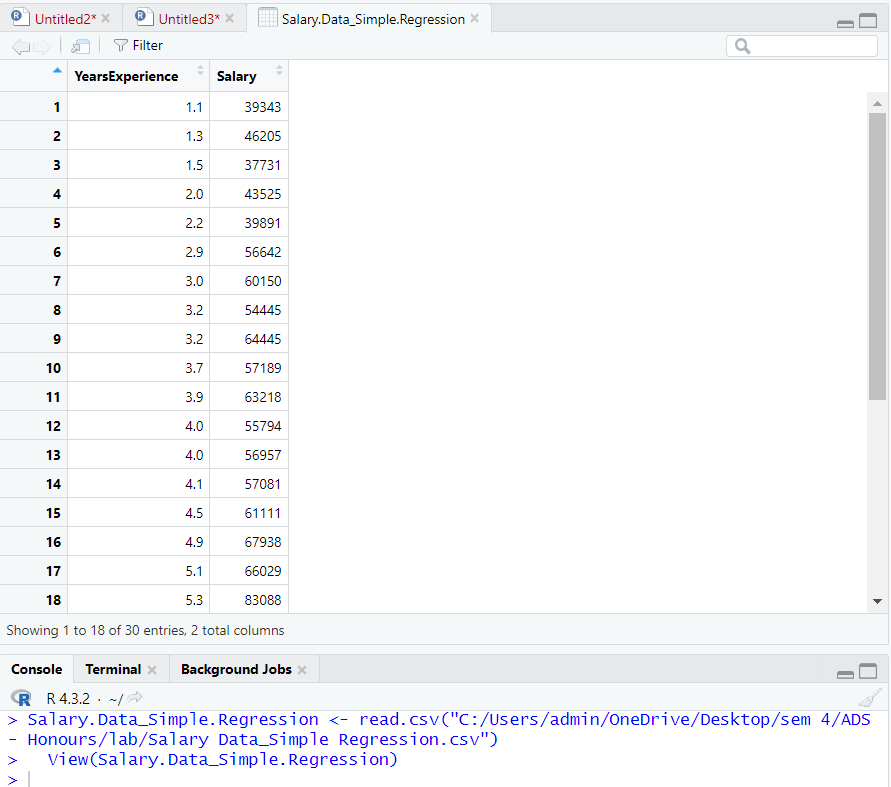 Untitled2* Untitled3* Salary.Data_Simple.Regression
Filter
YearsExperience Salary
1 1.1 39343
2 1.3 46205
3 1.5 37731
4 2.0 43525
5 2.2 39891
6 2.9 56642
7 3.0 60150
8 3.2 54445
9 3.2 64445
10 3.7 57189
11 3.9 63218
12 4.0 55794
13 4.0 56957
14 4.1 57081
15 4.5 61111
16 4.9 67938
17 5.1 66029
18 5.3 83088
Showing 1 to 18 of 30 entries, 2 total columns
Console Terminal Background Jobs
R R 4.3.2 · ~/
> Salary.Data_Simple.Regression <- read.csv("C:/Users/admin/OneDrive/Desktop/sem 4/ADS
- Honours/lab/Salary Data_Simple Regression.csv")
>   View(Salary.Data_Simple.Regression)
>